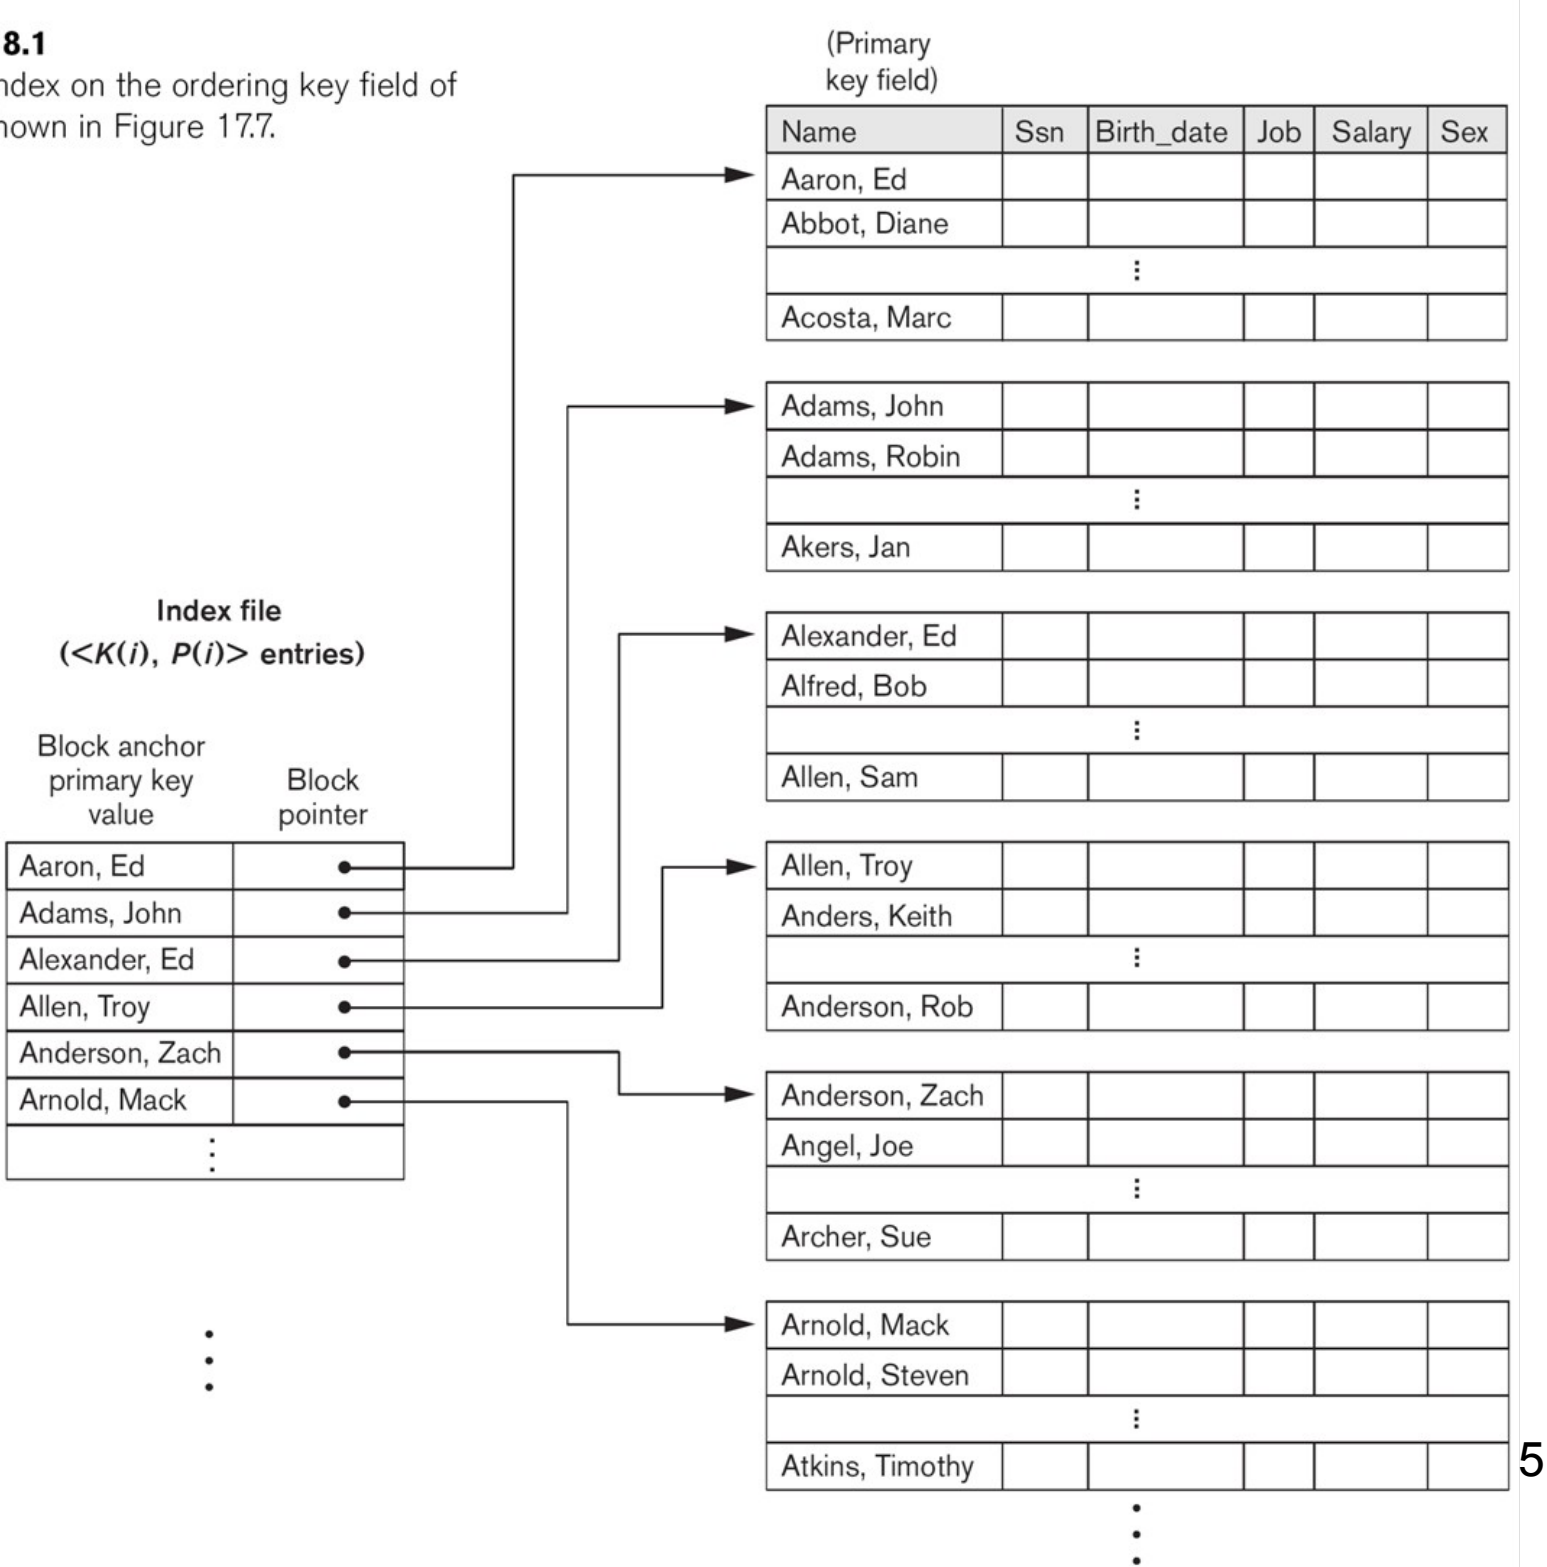 8.1
ndex on the ordering key field of
nown in Figure 17.7.
(Primary
key field)
Name Ssn Birth_date Job Salary Sex
Aaron, Ed
Abbot, Diane
Acosta, Marc
Adams, John
Adams, Robin
Akers, Jan
Alexander, Ed
Alfred, Bob
Allen, Sam
Allen, Troy
Anders, Keith
Anderson, Rob
Anderson, Zach
Angel, Joe
Archer, Sue
Arnold, Mack
Arnold, Steven
Atkins, Timothy
Index file
(<K(i), P(i)> entries)
Block anchor
primary key
value
Block
pointer
Aaron, Ed
Adams, John
Alexander, Ed
Allen, Troy
Anderson, Zach
Arnold, Mack
5